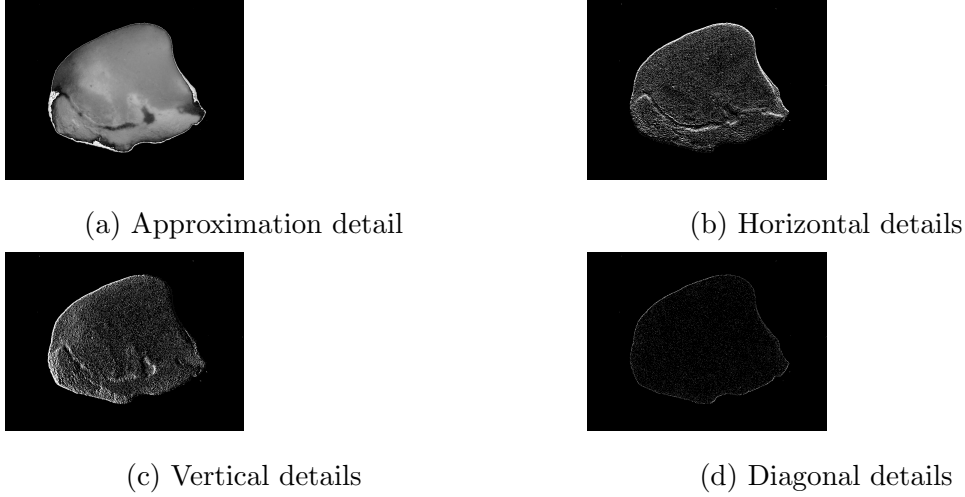 (a) Approximation detail
(b) Horizontal details
(c) Vertical details
(d) Diagonal details